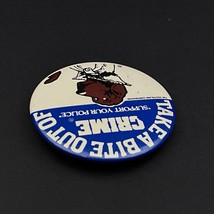 TAKE A BITE OUT OF
CRIME®
"SUPPORT YOUR POLICE"